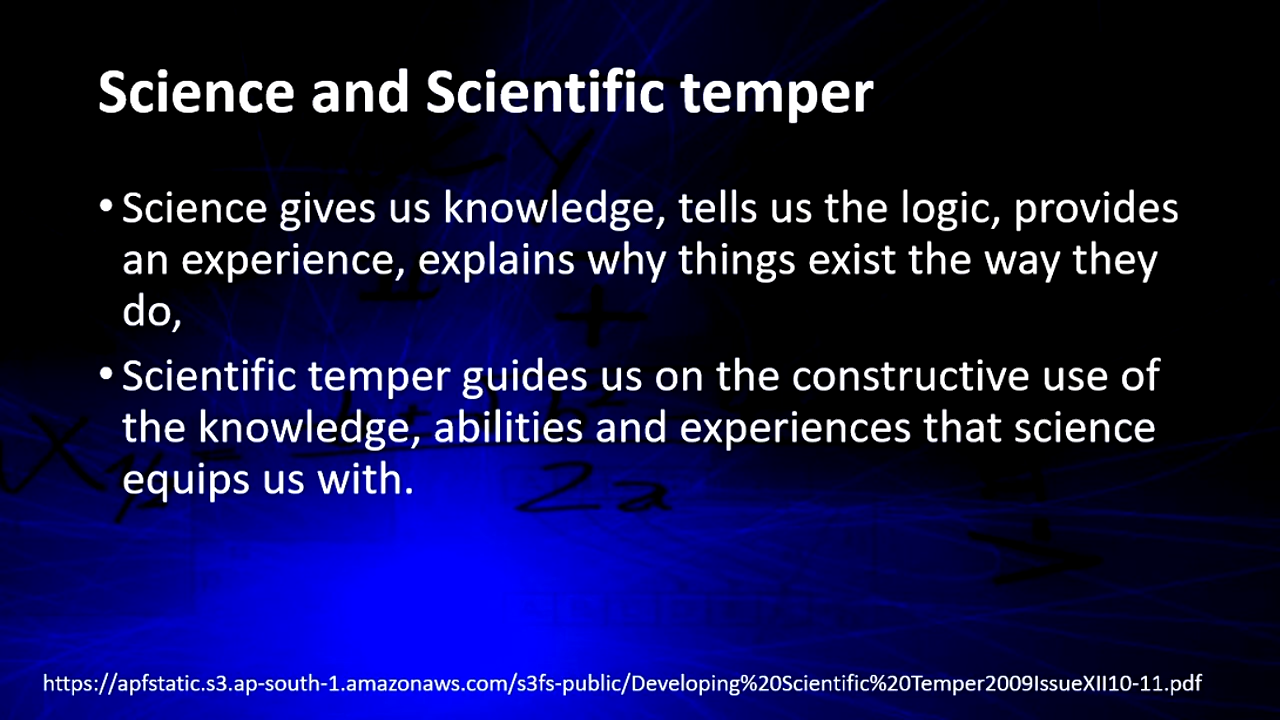 Science and Scientific temper
• Science gives us knowledge, tells us the logic, provides
an experience, explains why things exist the way they
do,
• Scientific temper guides us on the constructive use of
the knowledge, abilities and experiences that science
equips us with.
https://apfstatic.s3.ap-south-1.amazonaws.com/s3fs-public/Developing%20Scientific%20Temper2009IssueXII10-11.pdf